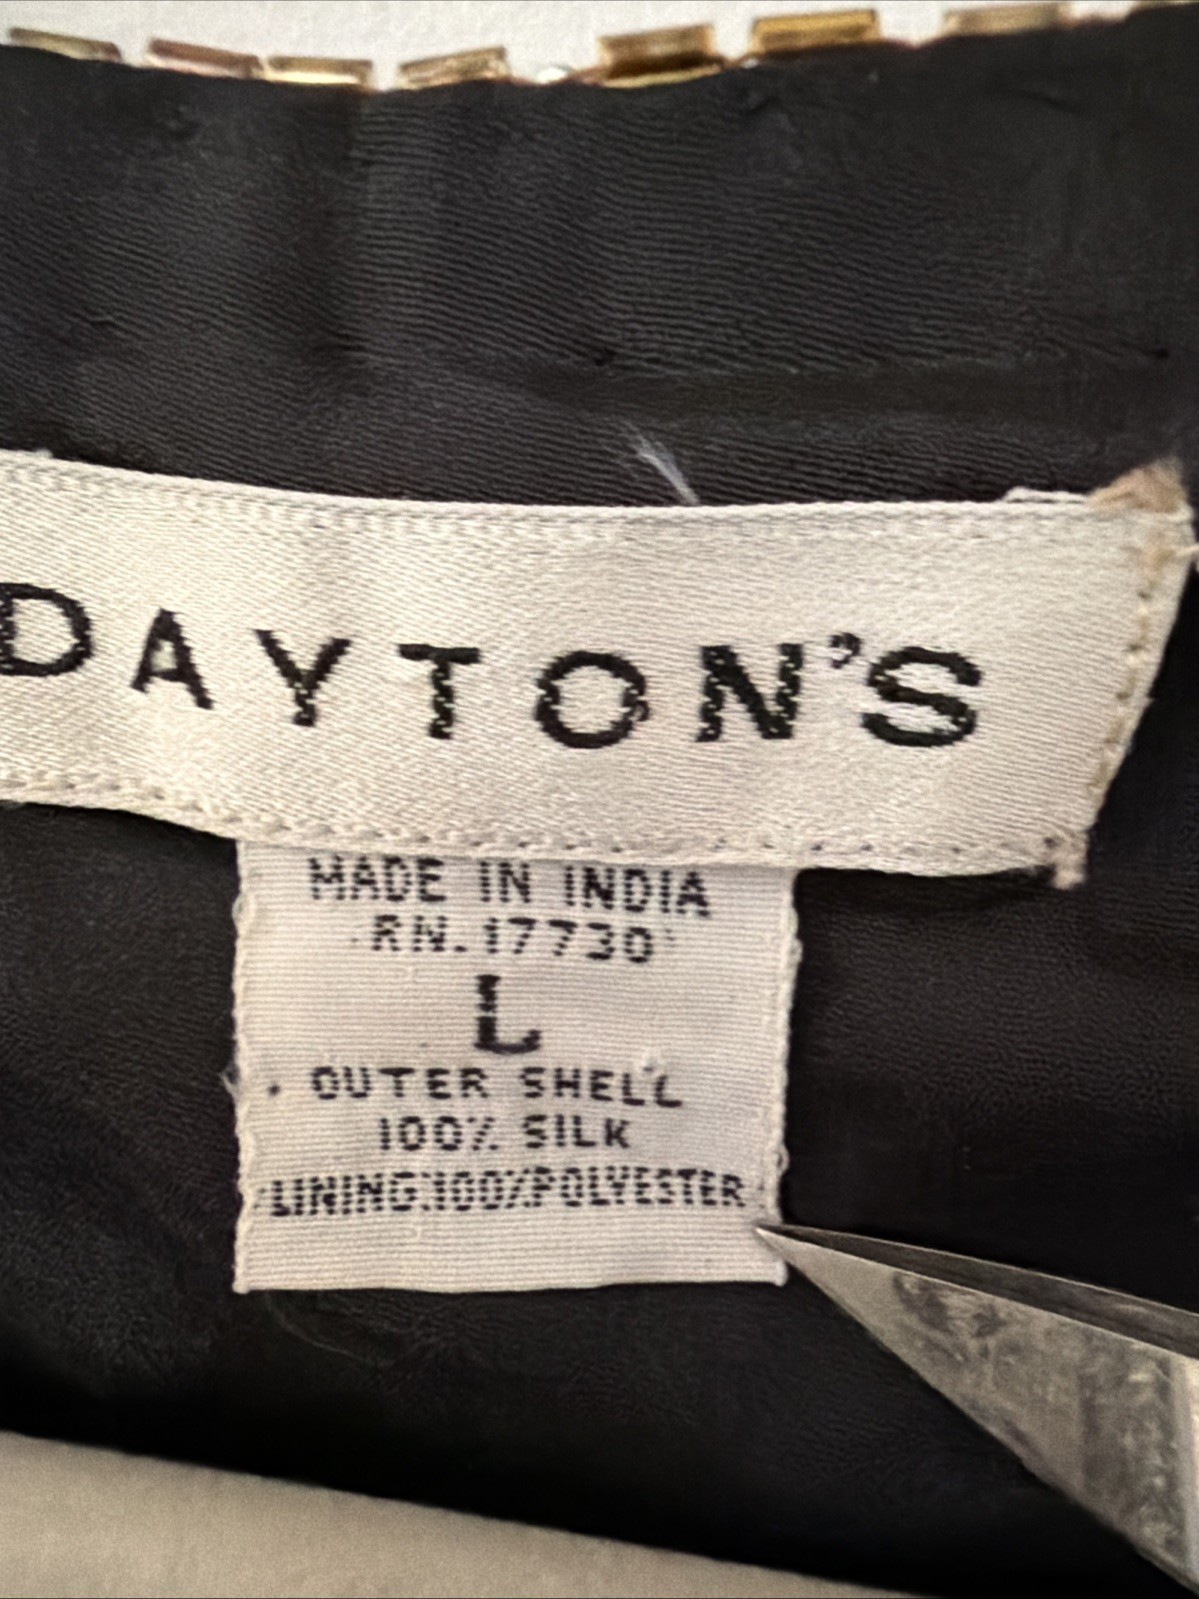 DAYTON'S
MADE IN INDIA
RN. 17730
L
OUTER SHELL
100% SILK
LINING:100%POLYESTER